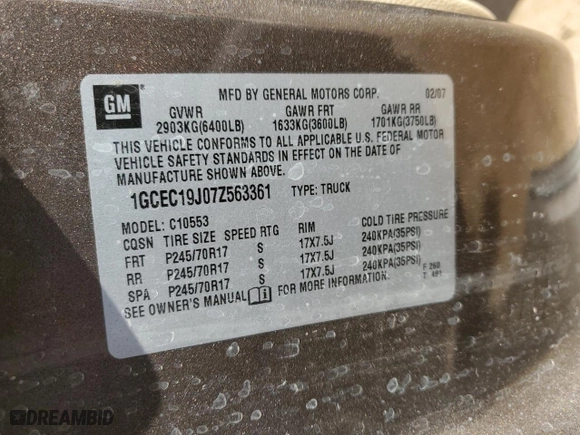 GM
MFD BY GENERAL MOTORS CORP. 02/07
GVWR GAWR FRT GAWR RR
2903KG(6400LB) 1633KG(3600LB) 1701KG(3750LB)
THIS VEHICLE CONFORMS TO ALL APPLICABLE U.S. FEDERAL MOTOR
VEHICLE SAFETY STANDARDS IN EFFECT ON THE DATE OF
MANUFACTURE SHOWN ABOVE.
1GCEC19J07Z563361 TYPE: TRUCK
MODEL: C10553
CQSN TIRE SIZE SPEED RTG RIM COLD TIRE PRESSURE
FRT P245/70R17 S 17X7.5J 240KPA(35PSI)
RR P245/70R17 S 17X7.5J 240KPA(35PSI)
SPA P245/70R17 S 17X7.5J 240KPA(35PSI)
SEE OWNER'S MANUAL FOR MORE INFORMATION.
DREAMBID